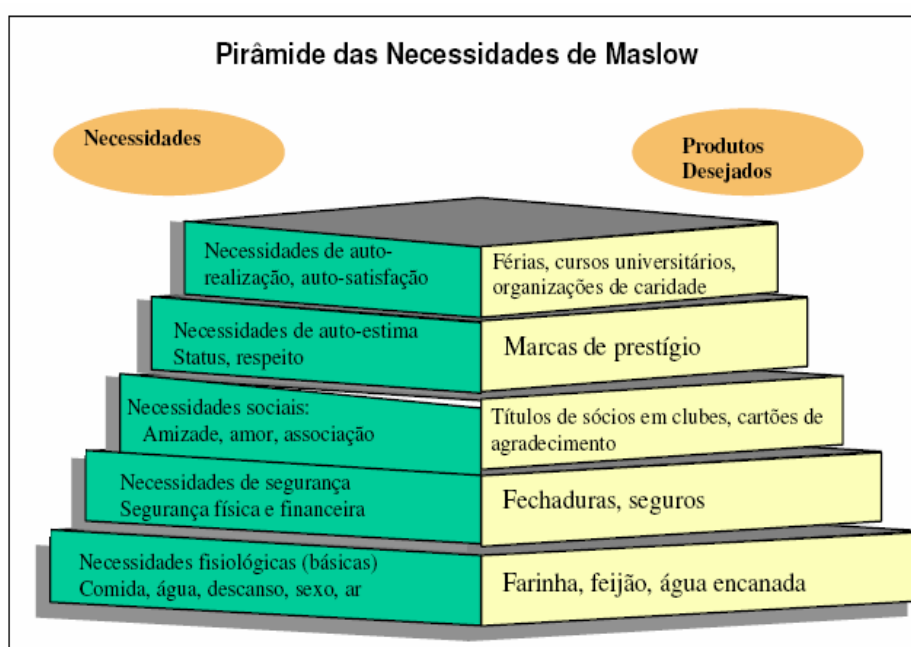 Pirâmide das Necessidades de Maslow
Necessidades
Produtos
Desejados
Necessidades de auto-
realização, auto-satisfação
Férias, cursos universitários,
organizações de caridade
Necessidades de auto-estima
Status, respeito
Marcas de prestígio
Necessidades sociais:
Amizade, amor, associação
Títulos de sócios em clubes, cartões de
agradecimento
Necessidades de segurança
Segurança física e financeira
Fechaduras, seguros
Necessidades fisiológicas (básicas)
Comida, água, descanso, sexo, ar
Farinha, feijão, água encanada